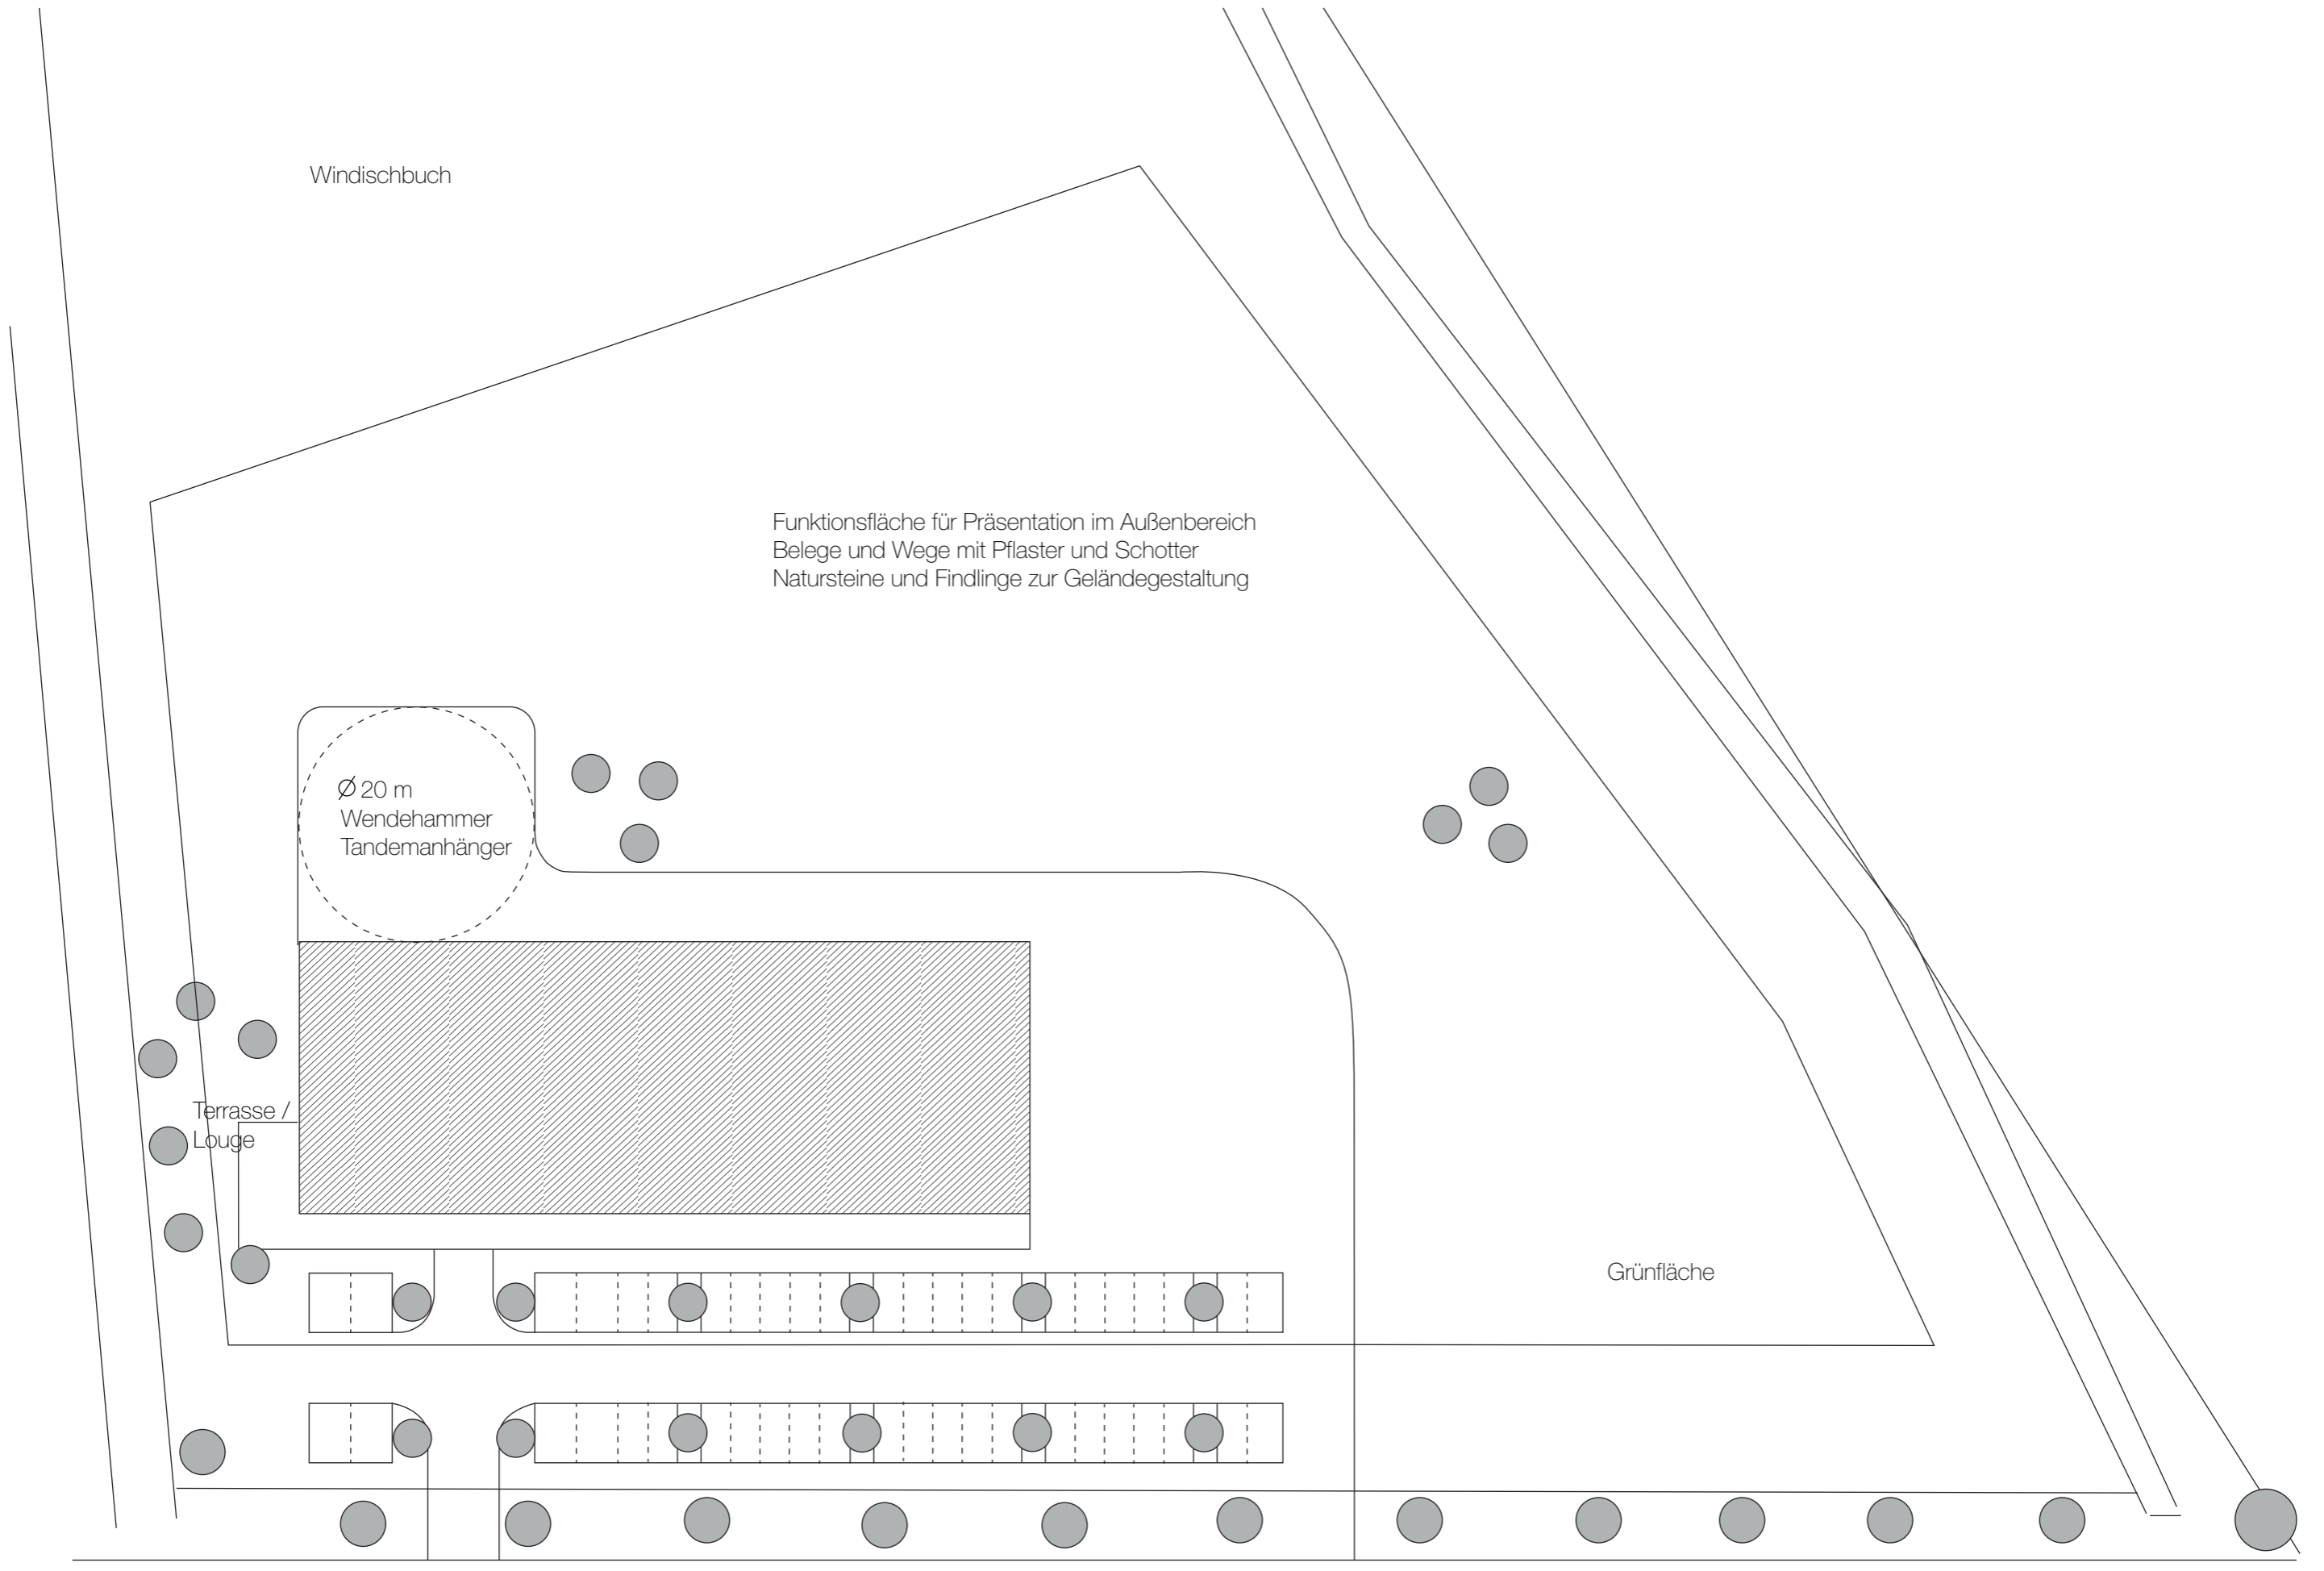 Windischbuch
Funktionsfläche für Präsentation im Außenbereich
Belege und Wege mit Pflaster und Schotter
Natursteine und Findlinge zur Geländegestaltung
Ø 20 m
Wendehammer
Tandemanhänger
Terrasse /
Louge
Grünfläche